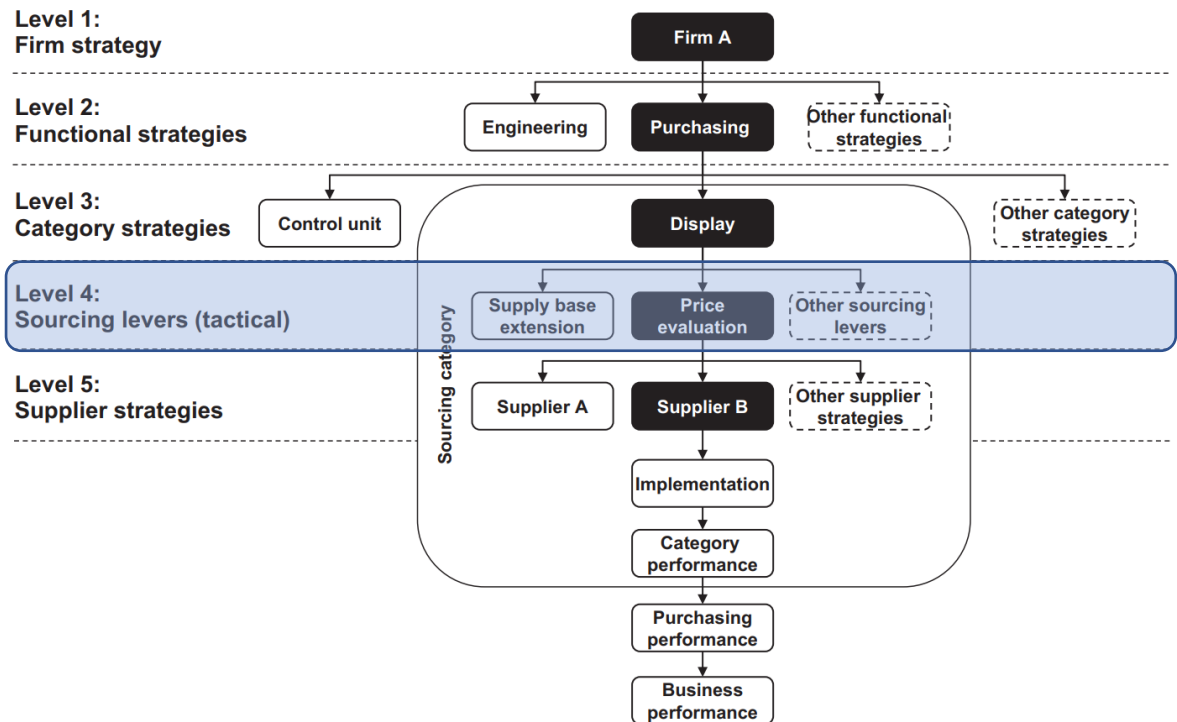 Level 1:
Firm strategy
Firm A
Level 2:
Functional strategies
Engineering
Purchasing
Other functional
strategies
Level 3:
Category strategies
Control unit
Display
Other category
strategies
Level 4:
Sourcing levers (tactical)
Supply base
extension
Price
evaluation
Other sourcing
levers
Sourcing category
Level 5:
Supplier strategies
Supplier A
Supplier B
Other supplier
strategies
Implementation
Category
performance
Purchasing
performance
Business
performance